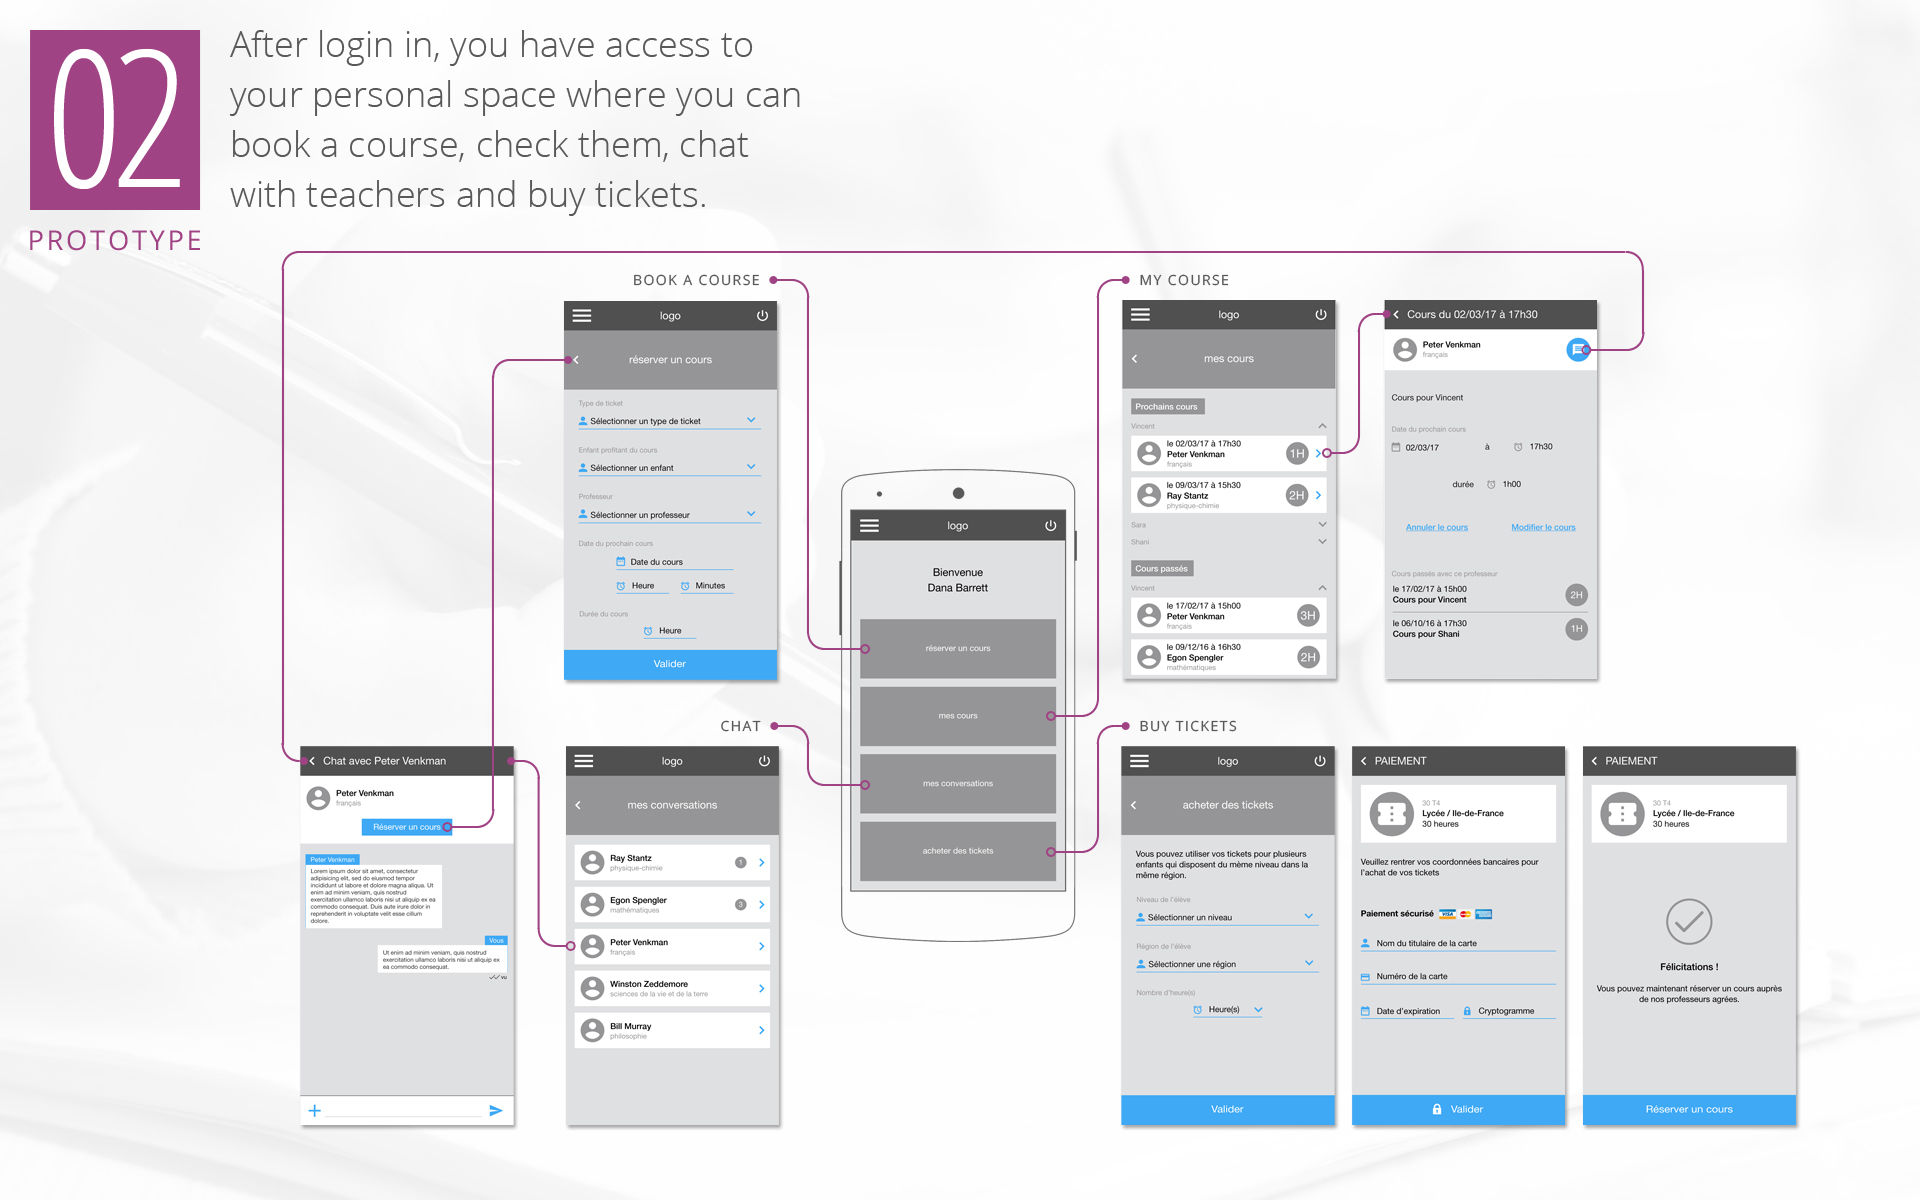 02
PROTOTYPE
After login in, you have access to
your personal space where you can
book a course, check them, chat
with teachers and buy tickets.
BOOK A COURSE
logo
réserver un cours
Type de ticket
Sélectionner un type de ticket
Enfant profitant du cours
Sélectionner un enfant
Professeur
Sélectionner un professeur
Date du prochain cours
Date du cours
Heure
Minutes
Durée du cours
Heure
Valider
logo
Bienvenue
Dana Barrett
réserver un cours
mes cours
mes conversations
acheter des tickets
MY COURSE
logo
mes cours
Prochains cours
Vincent
le 02/03/17 à 17h30
Peter Venkman
français
1H
le 09/03/17 à 15h30
Ray Stantz
physique-chimie
2H
Sara
Shani
Cours passés
Vincent
le 17/02/17 à 15h00
Peter Venkman
français
3H
le 09/12/16 à 16h30
Egon Spengler
mathématiques
2H
Cours du 02/03/17 à 17h30
Peter Venkman
français
Cours pour Vincent
Date du prochain cours
02/03/17 à 17h30
durée 1h00
Annuler le cours
Modifier le cours
Cours passés avec ce professeur
le 17/02/17 à 15h00
Cours pour Vincent
2H
le 06/10/16 à 17h30
Cours pour Shani
1H
Chat avec Peter Venkman
Peter Venkman
français
Réserver un cours
Peter Venkman
Lorem ipsum dolor sit amet, consectetur
adipisicing elit, sed do eiusmod tempor
incididunt ut labore et dolore magna aliqua. Ut
enim ad minim veniam, quis nostrud
exercitation ullamco laboris nisi ut aliquip ex ea
commodo consequat. Duis aute irure dolor in
reprehenderit in voluptate velit esse cillum
dolore.
Vous
Ut enim ad minim veniam, quis nostrud
exercitation ullamco laboris nisi ut aliquip ex
ea commodo consequat.
vu
CHAT
logo
mes conversations
Ray Stantz
physique-chimie
1
Egon Spengler
mathématiques
3
Peter Venkman
français
Winston Zeddemore
sciences de la vie et de la terre
Bill Murray
philosophie
BUY TICKETS
logo
acheter des tickets
Vous pouvez utiliser vos tickets pour plusieurs
enfants qui disposent du mème niveau dans la
même région.
Niveau de l'élève
Sélectionner un niveau
Région de l'élève
Sélectionner une région
Nombre d'heure(s)
Heure(s)
Valider
PAIEMENT
30 T4
Lycée / Ile-de-France
30 heures
Veuillez rentrer vos coordonnées bancaires pour
l'achat de vos tickets
Paiement sécurisé VISA
Nom du titulaire de la carte
Numéro de la carte
Date d'expiration
Cryptogramme
Valider
PAIEMENT
30 T4
Lycée / Ile-de-France
30 heures
Félicitations !
Vous pouvez maintenant réserver un cours auprès
de nos professeurs agrées.
Réserver un cours